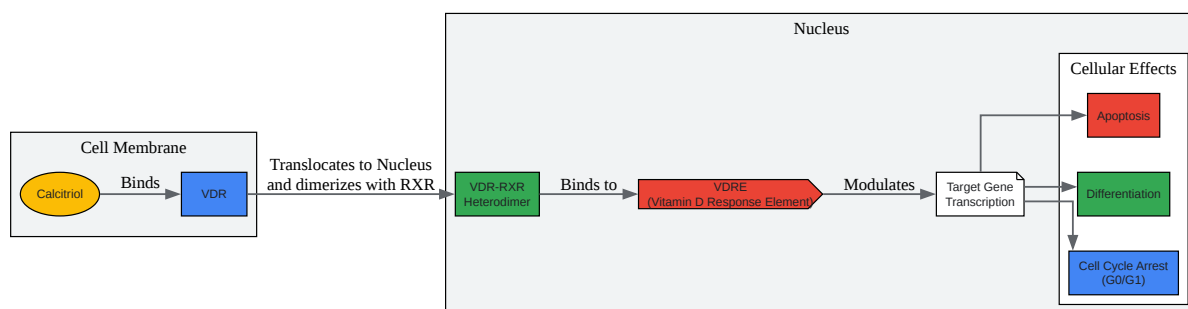 Nucleus
Cellular Effects
Apoptosis
Cell Membrane
Calcitriol
Binds
VDR
Translocates to Nucleus
and dimerizes with RXR
VDR-RXR
Heterodimer
Binds to
VDRE
(Vitamin D Response Element)
Modulates
Target Gene
Transcription
Differentiation
Cell Cycle Arrest
(G0/G1)